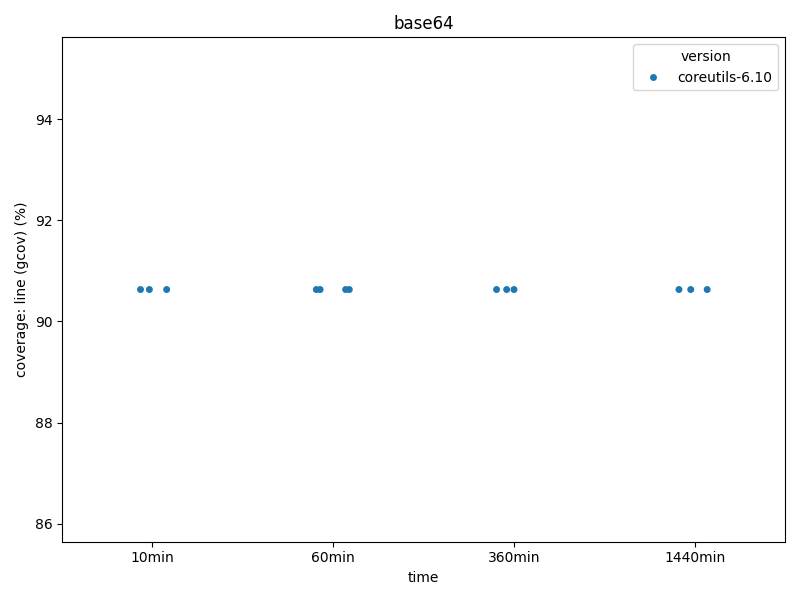 base64
version
coreutils-6.10
94
92
90
88
86
coverage: line (gcov) (%)
10min 60min 360min 1440min
time